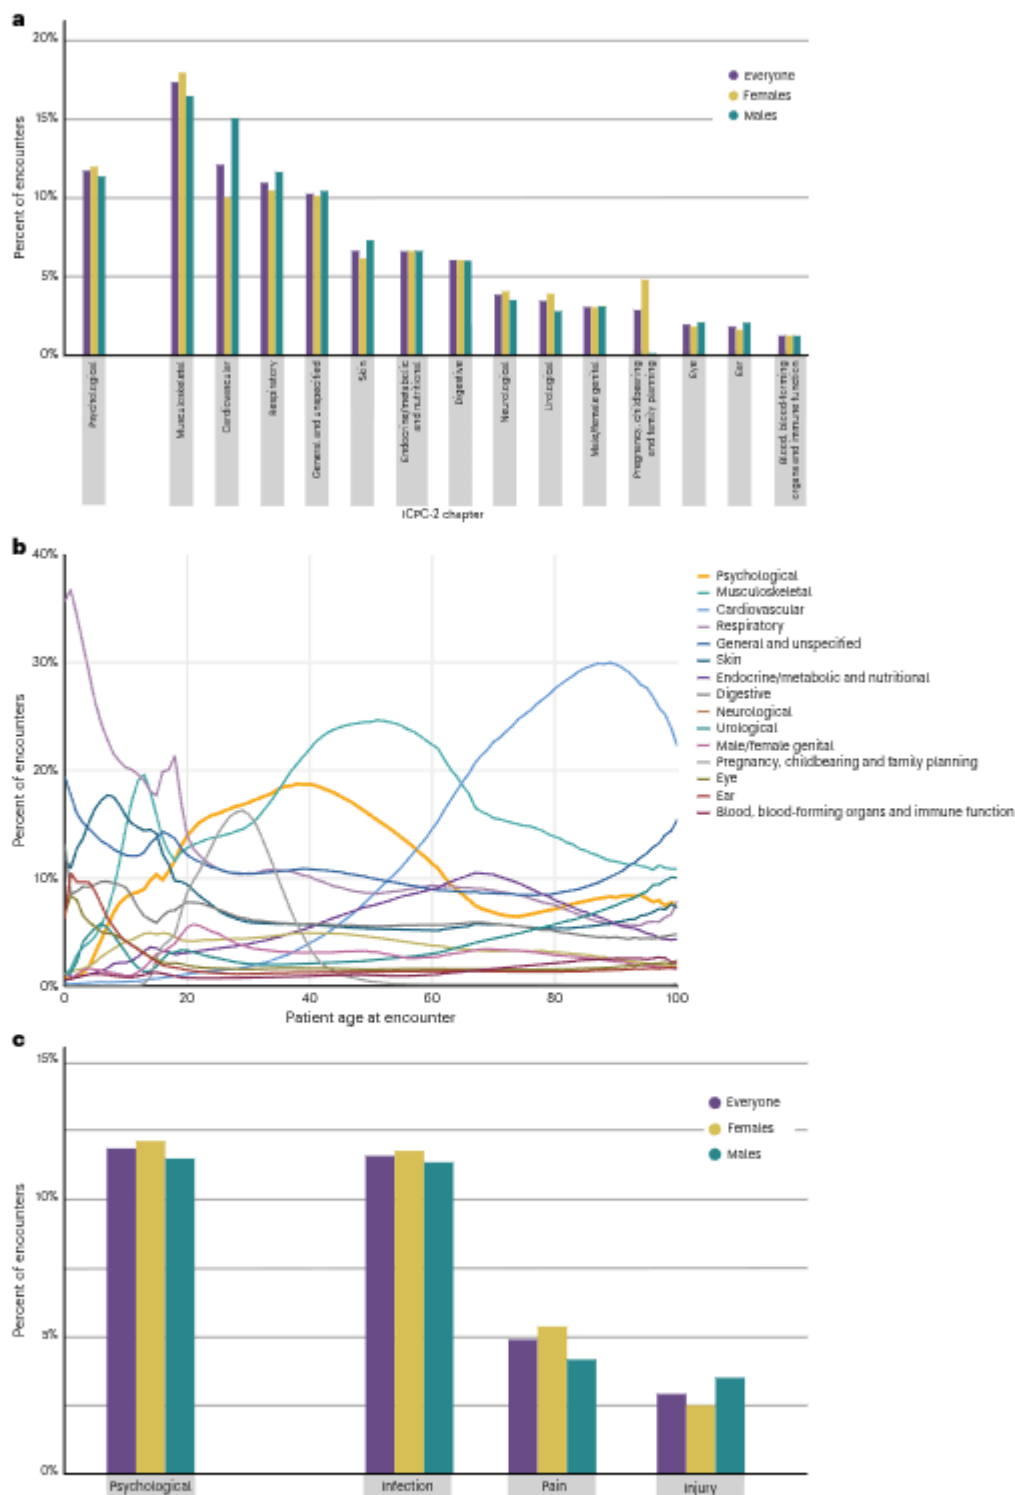 a
20%
15%
10%
5%
0%
Percent of encounters
Everyone
Females
Males
Psychological
Musculoskeletal
Cardiovascular
Respiratory
General and unspecified
Skin
Endocrine/metabolic
and nutritional
Digestive
Neurological
Urological
Male/female genital
Pregnancy, childbearing
and family planning
Eye
Ear
Blood, blood-forming
organs and immune function
ICPC-2 chapter
b
40%
30%
20%
10%
0%
Percent of encounters
0 20 40 60 80 100
Patient age at encounter
Psychological
Musculoskeletal
Cardiovascular
Respiratory
General and unspecified
Skin
Endocrine/metabolic and nutritional
Digestive
Neurological
Urological
Male/female genital
Pregnancy, childbearing and family planning
Eye
Ear
Blood, blood-forming organs and immune function
c
15%
10%
5%
0%
Percent of encounters
Everyone
Females
Males
Psychological
Infection
Pain
Injury